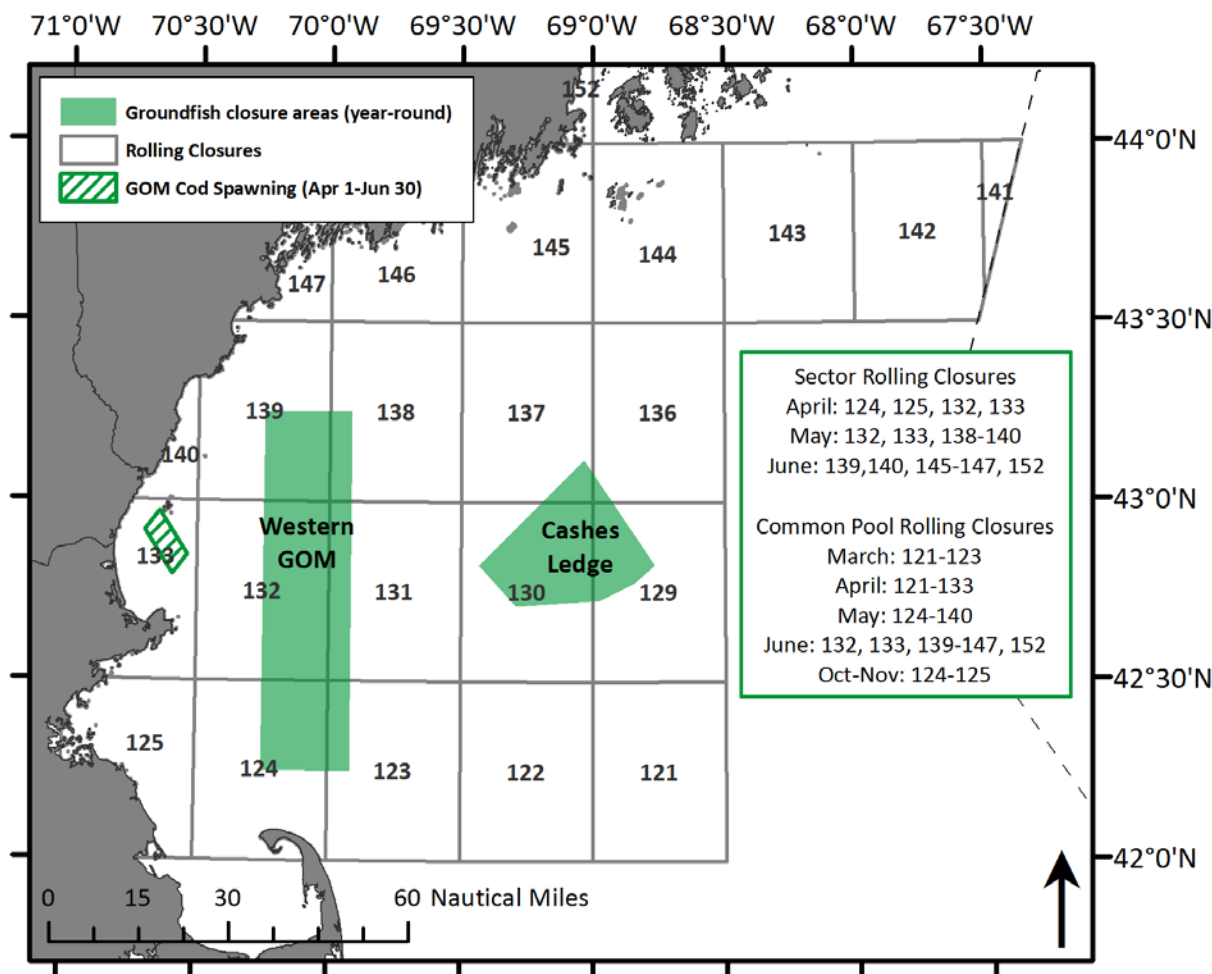 71°0'W 70°30'W 70°0'W 69°30'W 69°0'W 68°30'W 68°0'W 67°30'W
Groundfish closure areas (year-round)
Rolling Closures
GOM Cod Spawning (Apr 1-Jun 30)
152
44°0'N
141
145 144 143 142
147 146
43°30'N
139 138 137 136
140
43°0'N
Western
GOM
Cashes
Ledge
133
132 131 130 129
42°30'N
125
124 123 122 121
42°0'N
Sector Rolling Closures
April: 124, 125, 132, 133
May: 132, 133, 138-140
June: 139,140, 145-147, 152
Common Pool Rolling Closures
March: 121-123
April: 121-133
May: 124-140
June: 132, 133, 139-147, 152
Oct-Nov: 124-125
0 15 30 60 Nautical Miles